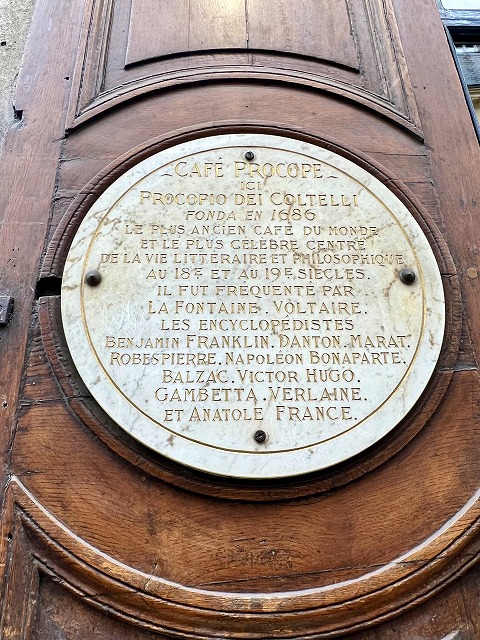 CAFÉ PROCOPE
ICI
PROCOPIO DEI COLTELLI
FONDA EN 1686
LE PLUS ANCIEN CAFÉ DU MONDE
ET LE PLUS CÉLÈBRE CENTRE
DE LA VIE LITTÉRAIRE ET PHILOSOPHIQUE
AU 18E ET AU 19E SIÈCLES.
IL FUT FRÉQUENTÉ PAR
LA FONTAINE. VOLTAIRE.
LES ENCYCLOPÉDISTES
BENJAMIN FRANKLIN. DANTON. MARAT.
ROBESPIERRE. NAPOLÉON BONAPARTE.
BALZAC. VICTOR HUGO.
GAMBETTA. VERLAINE.
ET ANATOLE FRANCE.